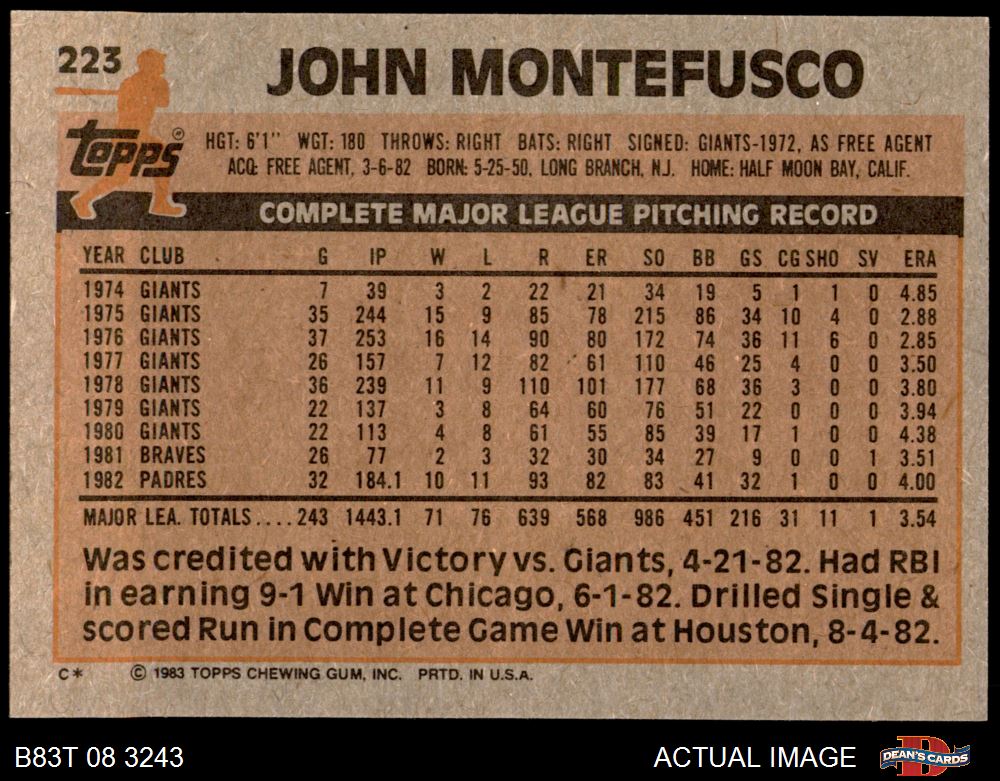 223
JOHN MONTEFUSCO
Topps ®
HGT: 6'1" WGT: 180 THROWS: RIGHT BATS: RIGHT SIGNED: GIANTS-1972, AS FREE AGENT
ACQ: FREE AGENT, 3-6-82 BORN: 5-25-50, LONG BRANCH, N.J. HOME: HALF MOON BAY, CALIF.
COMPLETE MAJOR LEAGUE PITCHING RECORD
YEAR CLUB G IP W L R ER SO BB GS CG SHO SV ERA
1974 GIANTS 7 39 3 2 22 21 34 19 5 1 1 0 4.85
1975 GIANTS 35 244 15 9 85 78 215 86 34 10 4 0 2.88
1976 GIANTS 37 253 16 14 90 80 172 74 36 11 6 0 2.85
1977 GIANTS 26 157 7 12 82 61 110 46 25 4 0 0 3.50
1978 GIANTS 36 239 11 9 110 101 177 68 36 3 0 0 3.80
1979 GIANTS 22 137 3 8 64 60 76 51 22 0 0 0 3.94
1980 GIANTS 22 113 4 8 61 55 85 39 17 1 0 0 4.38
1981 BRAVES 26 77 2 3 32 30 34 27 9 0 0 1 3.51
1982 PADRES 32 184.1 10 11 93 82 83 41 32 1 0 0 4.00
MAJOR LEA. TOTALS.... 243 1443.1 71 76 639 568 986 451 216 31 11 1 3.54
Was credited with Victory vs. Giants, 4-21-82. Had RBI
in earning 9-1 Win at Chicago, 6-1-82. Drilled Single &
scored Run in Complete Game Win at Houston, 8-4-82.
C* © 1983 TOPPS CHEWING GUM, INC. PRTD. IN U.S.A.
B83T 08 3243 ACTUAL IMAGE DEAN'S CARDS